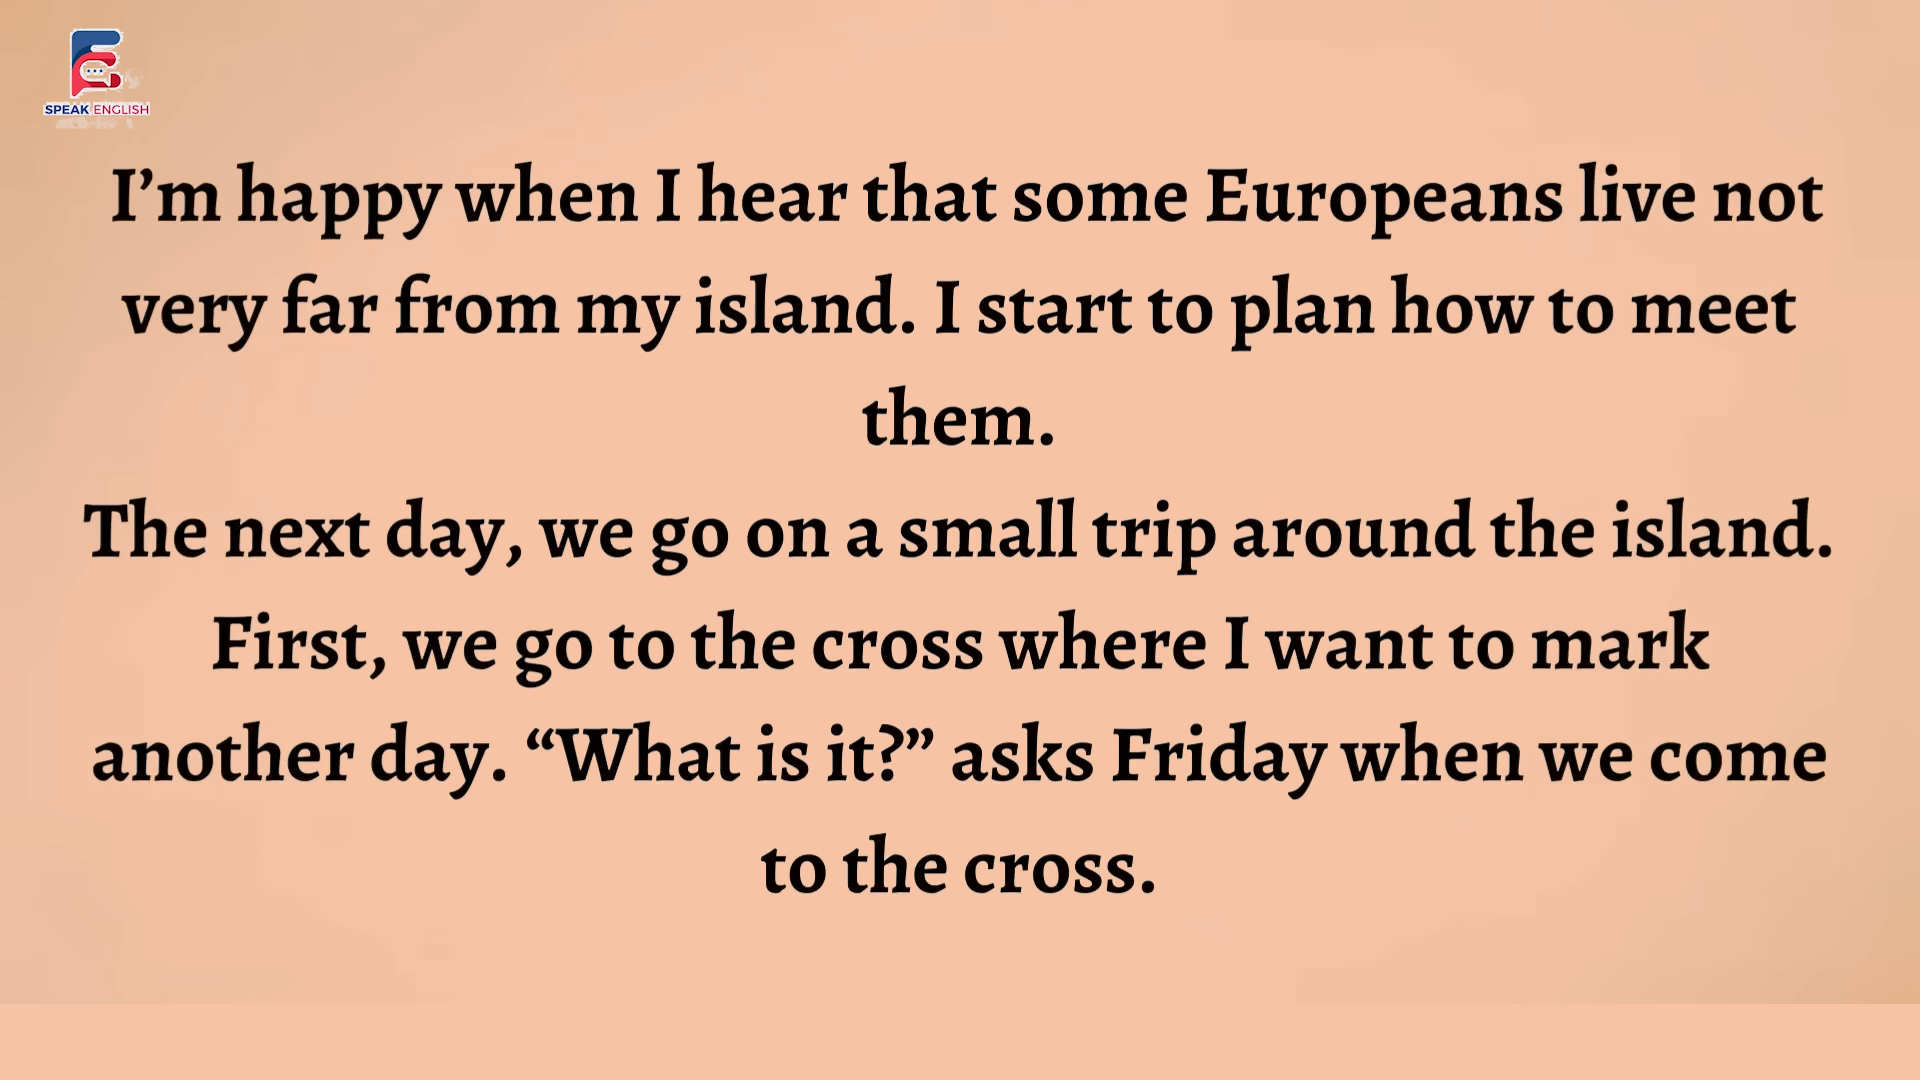 SPEAK ENGLISH
I’m happy when I hear that some Europeans live not
very far from my island. I start to plan how to meet
them.
The next day, we go on a small trip around the island.
First, we go to the cross where I want to mark
another day. “What is it?” asks Friday when we come
to the cross.